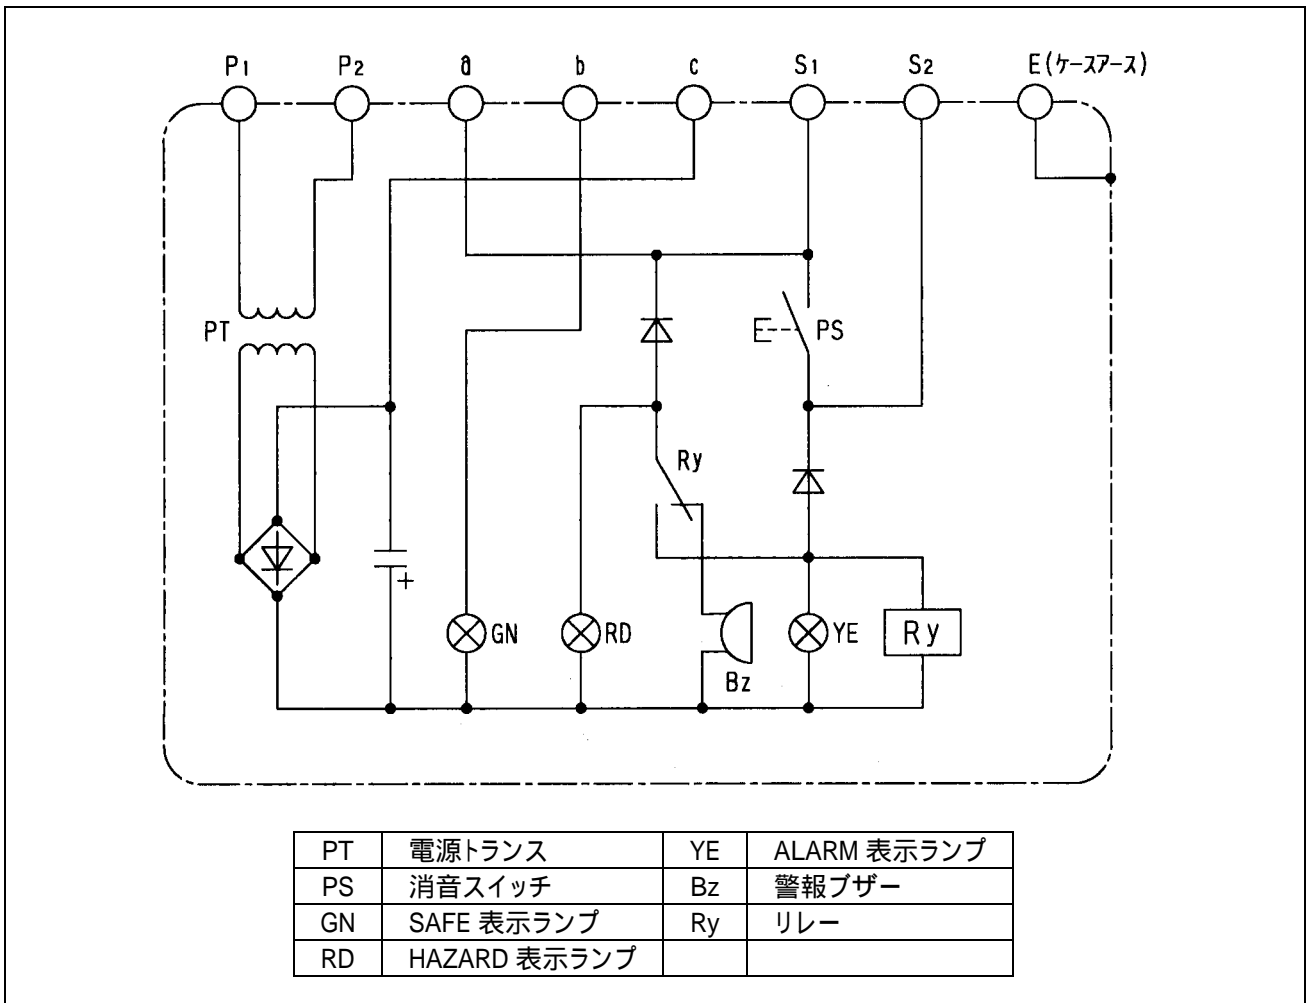 P1 P2 a b c S1 S2 E(ケースアース)
PT
PS
Ry
+
GN RD YE Ry
Bz
PT 電源トランス YE ALARM 表示ランプ
PS 消音スイッチ Bz 警報ブザー
GN SAFE 表示ランプ Ry リレー
RD HAZARD 表示ランプ